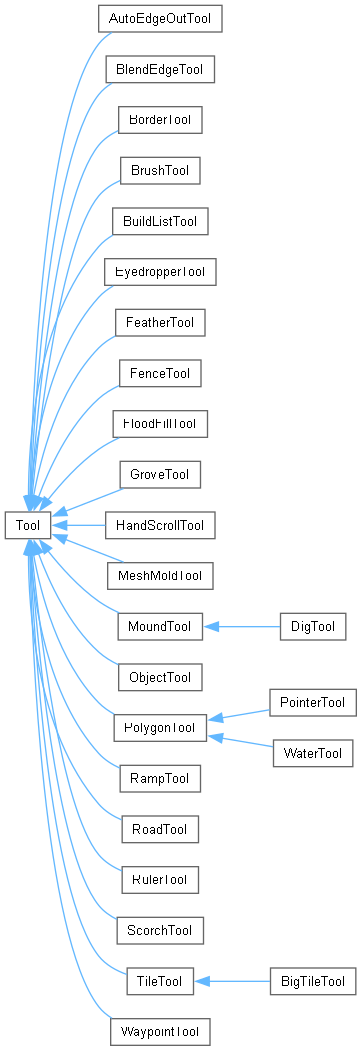 AutoEdgeOutTool
BlendEdgeTool
BorderTool
BrushTool
BuildListTool
EyedropperTool
FeatherTool
FenceTool
FloodFillTool
GroveTool
Tool
HandScrollTool
MeshMoldTool
MoundTool
DigTool
ObjectTool
PointerTool
PolygonTool
WaterTool
RampTool
RoadTool
RulerTool
ScorchTool
TileTool
BigTileTool
WaypointTool